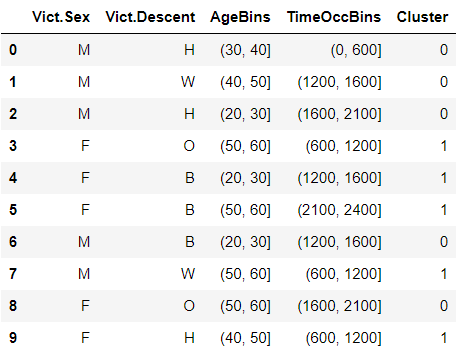 Vict.Sex Vict.Descent AgeBins TimeOccBins Cluster
0 M H (30, 40] (0, 600] 0
1 M W (40, 50] (1200, 1600] 0
2 M H (20, 30] (1600, 2100] 0
3 F O (50, 60] (600, 1200] 1
4 F B (20, 30] (1200, 1600] 1
5 F B (50, 60] (2100, 2400] 1
6 M B (20, 30] (1200, 1600] 0
7 M W (50, 60] (600, 1200] 1
8 F O (50, 60] (1600, 2100] 0
9 F H (40, 50] (600, 1200] 1